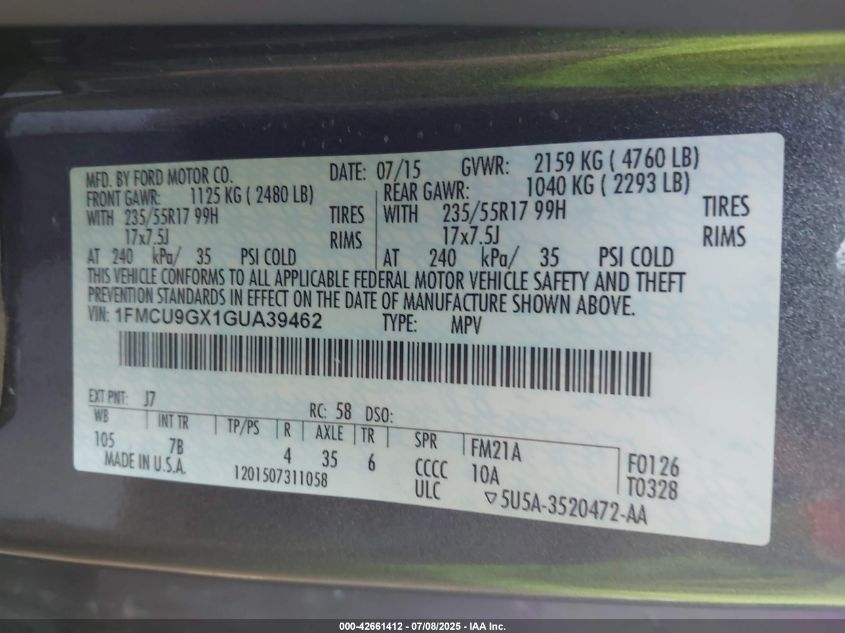 MFD. BY FORD MOTOR CO. DATE: 07/15 GVWR: 2159 KG ( 4760 LB)
FRONT GAWR: 1125 KG ( 2480 LB) REAR GAWR: 1040 KG ( 2293 LB)
WITH 235/55R17 99H TIRES WITH 235/55R17 99H TIRES
17x7.5J RIMS 17x7.5J RIMS
AT 240 kPa/ 35 PSI COLD AT 240 kPa/ 35 PSI COLD
THIS VEHICLE CONFORMS TO ALL APPLICABLE FEDERAL MOTOR VEHICLE SAFETY AND THEFT
PREVENTION STANDARDS IN EFFECT ON THE DATE OF MANUFACTURE SHOWN ABOVE.
VIN: 1FMCU9GX1GUA39462 TYPE: MPV
EXT PNT: J7 RC: 58 DSO:
WB INT TR TP/PS R AXLE TR SPR FM21A F0126
105 7B 4 35 6 CCCC 10A T0328
MADE IN U.S.A. 1201507311058 ULC ▽5U5A-3520472-AA
000-42661412 - 07/08/2025 - IAA Inc.